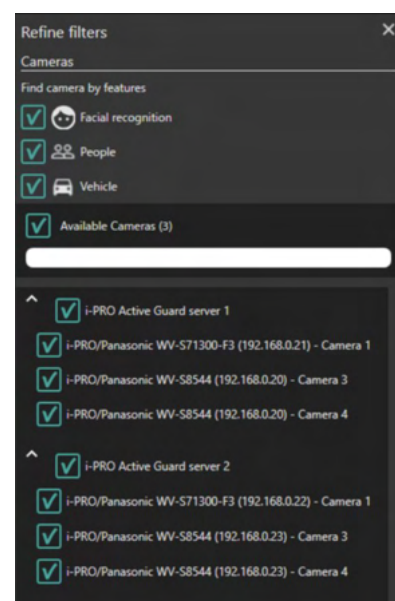 Refine filters
Cameras
Find camera by features
Facial recognition
People
Vehicle
Available Cameras (3)
i-PRO Active Guard server 1
i-PRO/Panasonic WV-S71300-F3 (192.168.0.21) - Camera 1
i-PRO/Panasonic WV-S8544 (192.168.0.20) - Camera 3
i-PRO/Panasonic WV-S8544 (192.168.0.20) - Camera 4
i-PRO Active Guard server 2
i-PRO/Panasonic WV-S71300-F3 (192.168.0.22) - Camera 1
i-PRO/Panasonic WV-S8544 (192.168.0.23) - Camera 3
i-PRO/Panasonic WV-S8544 (192.168.0.23) - Camera 4